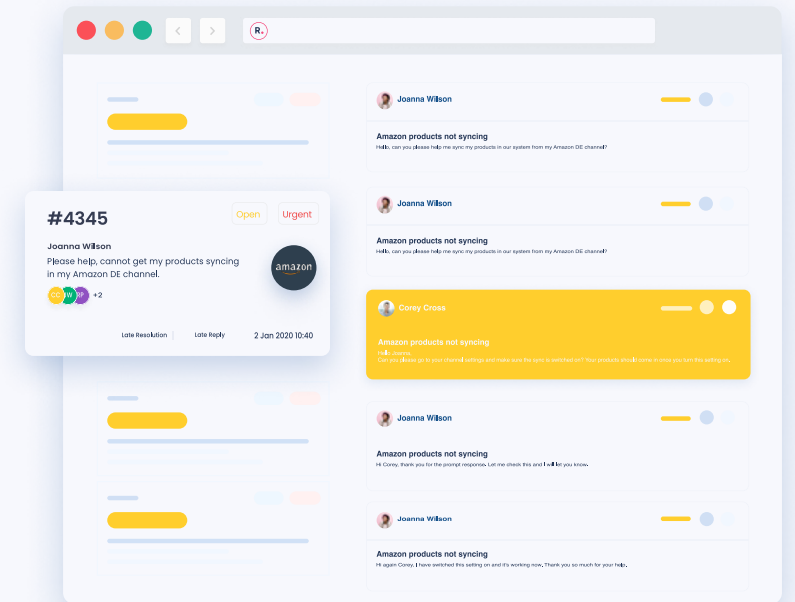 R.
#4345
Open
Urgent
Joanna Wilson
Please help, cannot get my products syncing
in my Amazon DE channel.
amazon
CC
JW
RF
+2
Late Resolution
Late Reply
2 Jan 2020 10:40
Joanna Wilson
Amazon products not syncing
Hello, can you please help me sync my products in our system from my Amazon DE channel?
Joanna Wilson
Amazon products not syncing
Hello, can you please help me sync my products in our system from my Amazon DE channel?
Corey Cross
Amazon products not syncing
Hello Joanna,
Can you please go to your channel settings and make sure the sync is switched on? Your products should come in once you turn this setting on.
Joanna Wilson
Amazon products not syncing
Hi Corey, thank you for the prompt response. Let me check this and I will let you know.
Joanna Wilson
Amazon products not syncing
Hi again Corey, I have switched this setting on and it's working now, Thank you so much for your help.